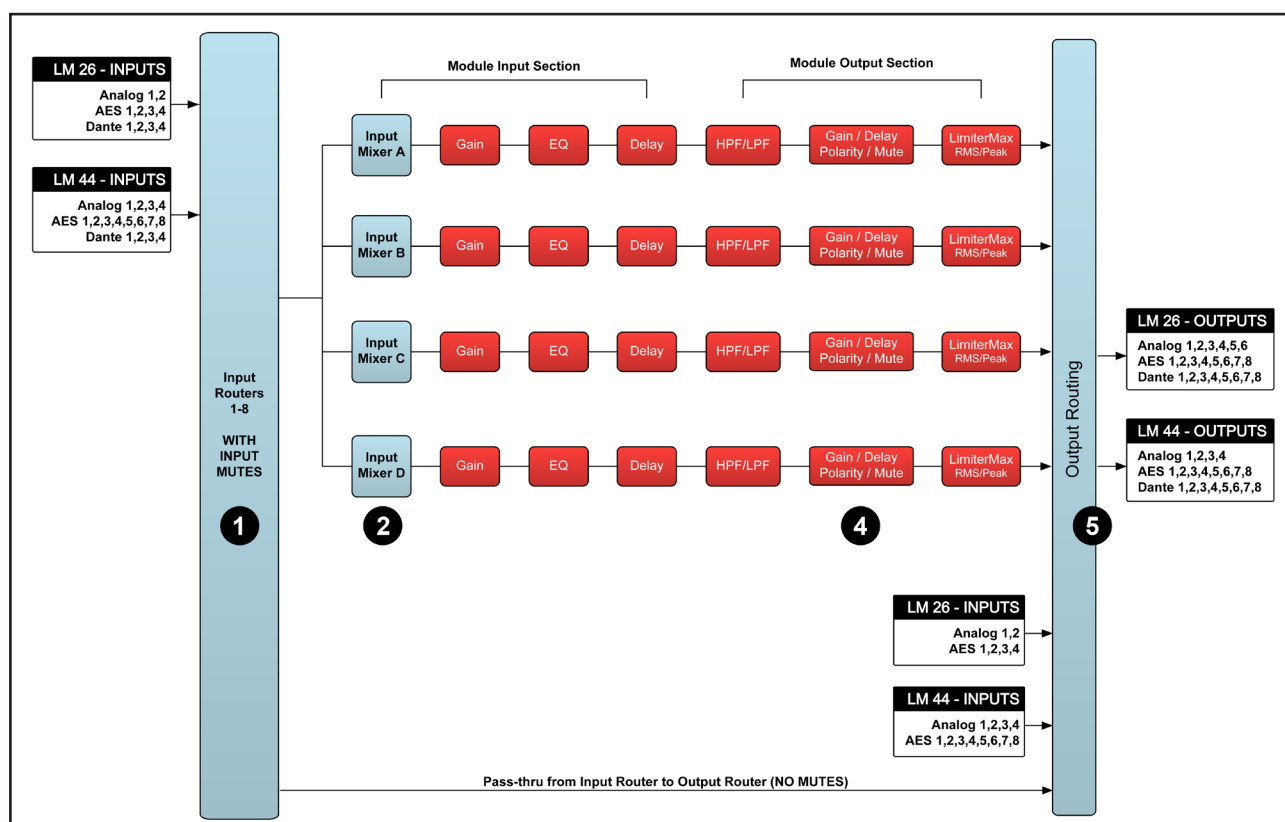 Module Input Section
Module Output Section
LM 26 - INPUTS
Analog 1,2
AES 1,2,3,4
Dante 1,2,3,4
LM 44 - INPUTS
Analog 1,2,3,4
AES 1,2,3,4,5,6,7,8
Dante 1,2,3,4
Input
Routers
1-8
WITH
INPUT
MUTES
1
Input
Mixer A
Gain
EQ
Delay
HPF/LPF
Gain / Delay
Polarity / Mute
LimiterMax
RMS/Peak
Input
Mixer B
Gain
EQ
Delay
HPF/LPF
Gain / Delay
Polarity / Mute
LimiterMax
RMS/Peak
Input
Mixer C
Gain
EQ
Delay
HPF/LPF
Gain / Delay
Polarity / Mute
LimiterMax
RMS/Peak
Input
Mixer D
Gain
EQ
Delay
HPF/LPF
Gain / Delay
Polarity / Mute
LimiterMax
RMS/Peak
2
4
Output Routing
5
LM 26 - OUTPUTS
Analog 1,2,3,4,5,6
AES 1,2,3,4,5,6,7,8
Dante 1,2,3,4,5,6,7,8
LM 44 - OUTPUTS
Analog 1,2,3,4
AES 1,2,3,4,5,6,7,8
Dante 1,2,3,4,5,6,7,8
LM 26 - INPUTS
Analog 1,2
AES 1,2,3,4
LM 44 - INPUTS
Analog 1,2,3,4
AES 1,2,3,4,5,6,7,8
Pass-thru from Input Router to Output Router (NO MUTES)